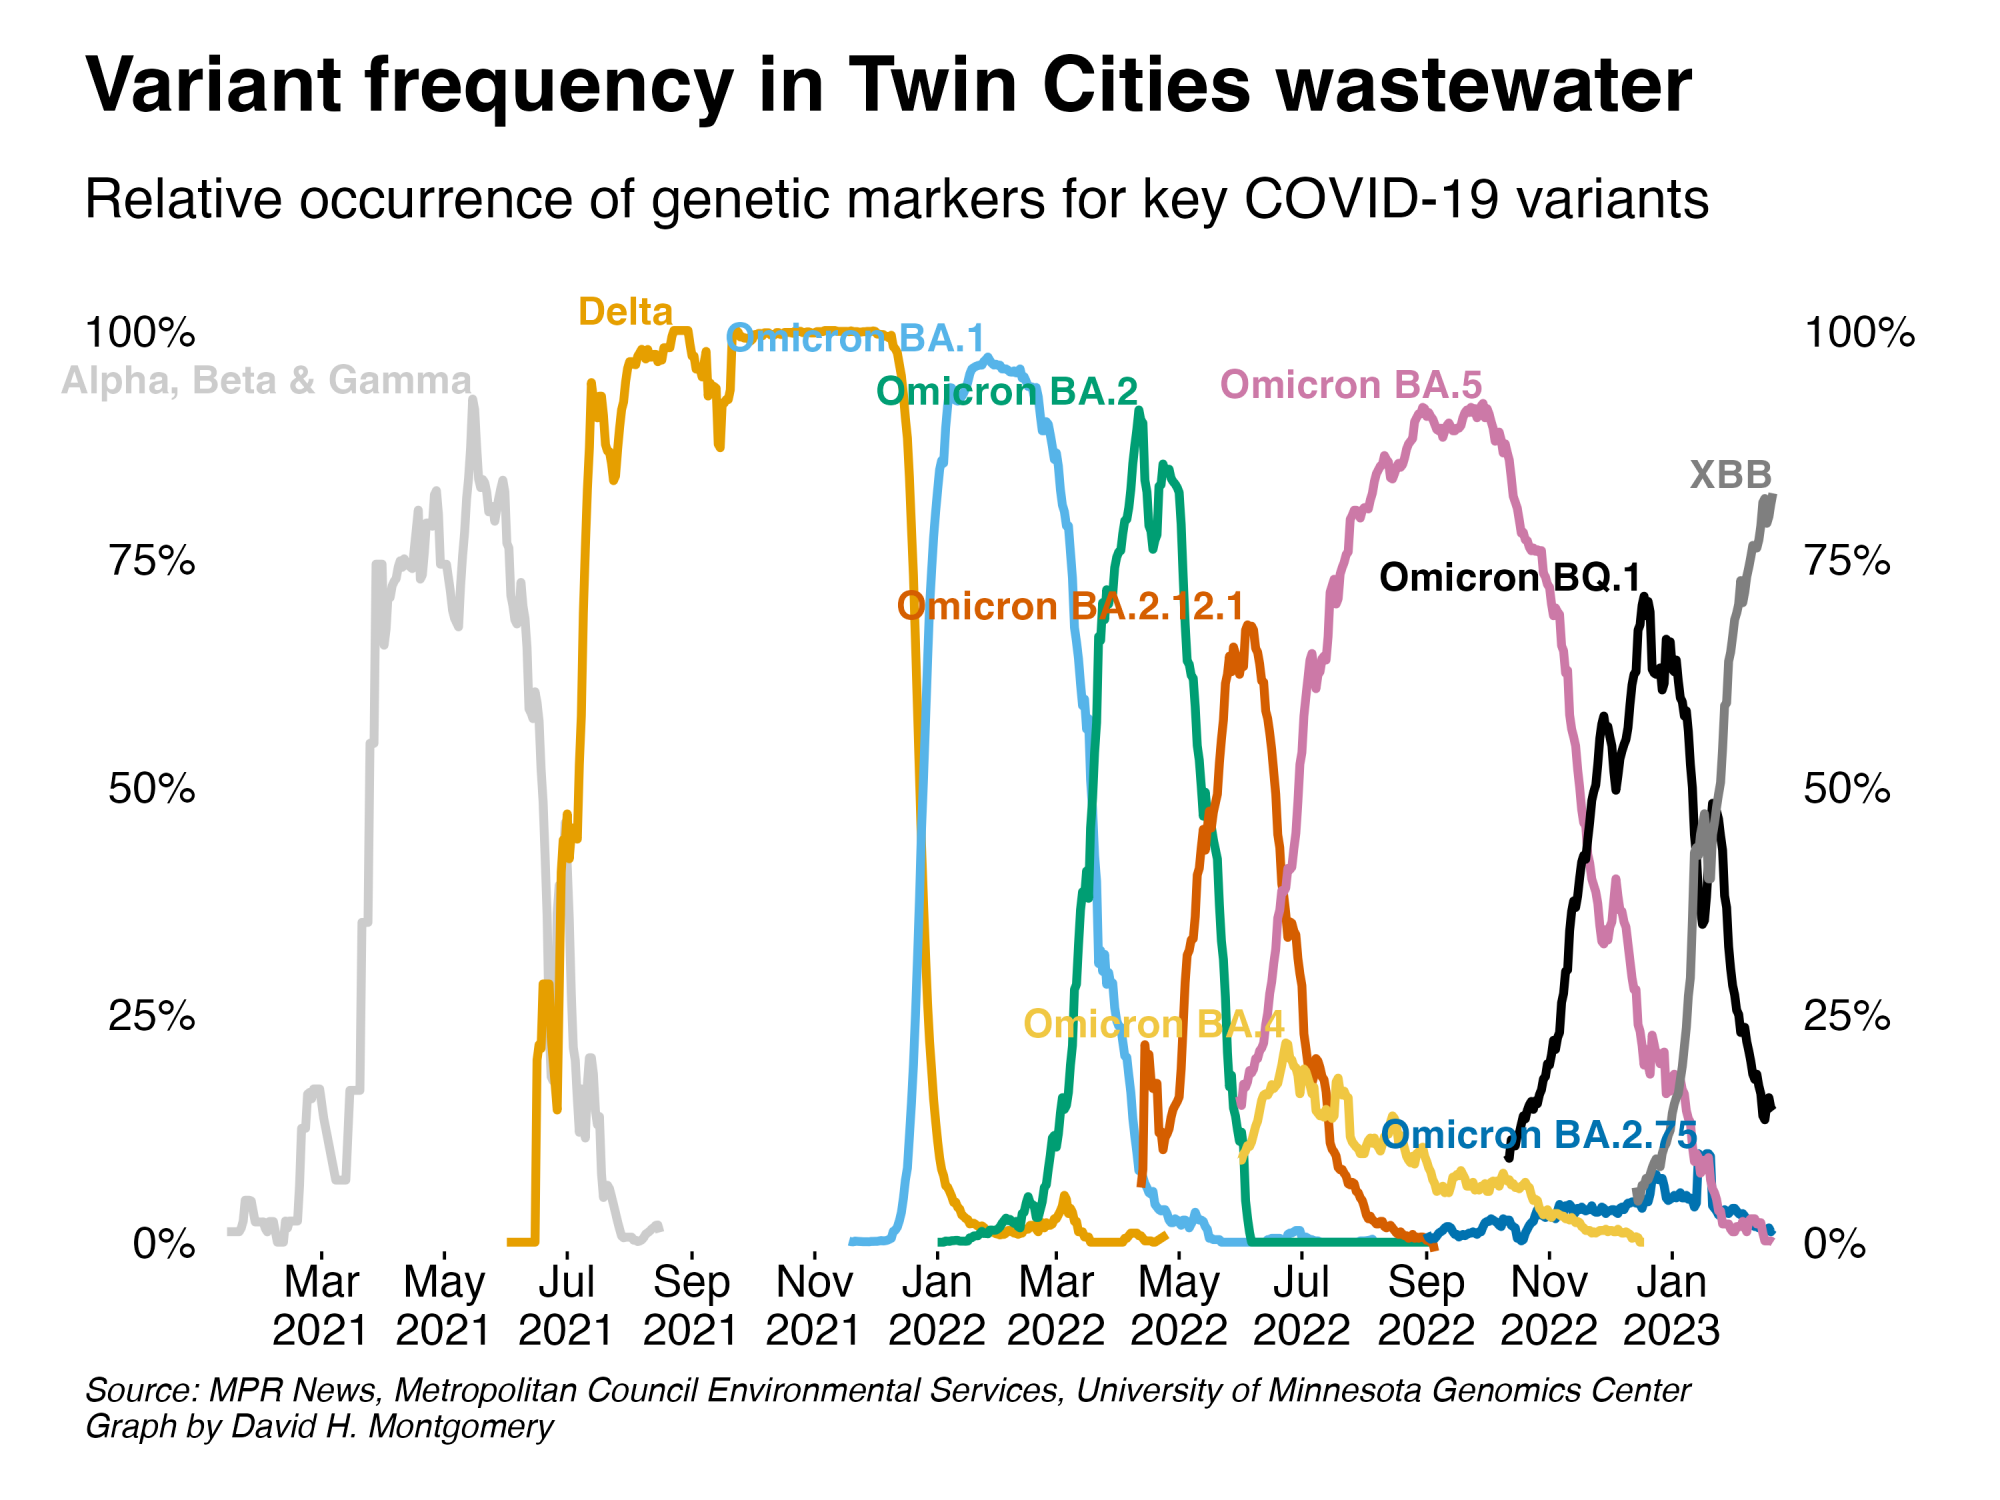 Variant frequency in Twin Cities wastewater
Relative occurrence of genetic markers for key COVID-19 variants
Delta
100%
Omicron BA.1
100%
Alpha, Beta & Gamma
Omicron BA.2
Omicron BA.5
XBB
75%
Omicron BQ.1
75%
Omicron BA.2.12.1
50%
50%
25%
Omicron BA.4
25%
Omicron BA.2.75
0%
0%
Mar May Jul Sep Nov Jan Mar May Jul Sep Nov Jan
2021 2021 2021 2021 2021 2022 2022 2022 2022 2022 2022 2023
Source: MPR News, Metropolitan Council Environmental Services, University of Minnesota Genomics Center
Graph by David H. Montgomery